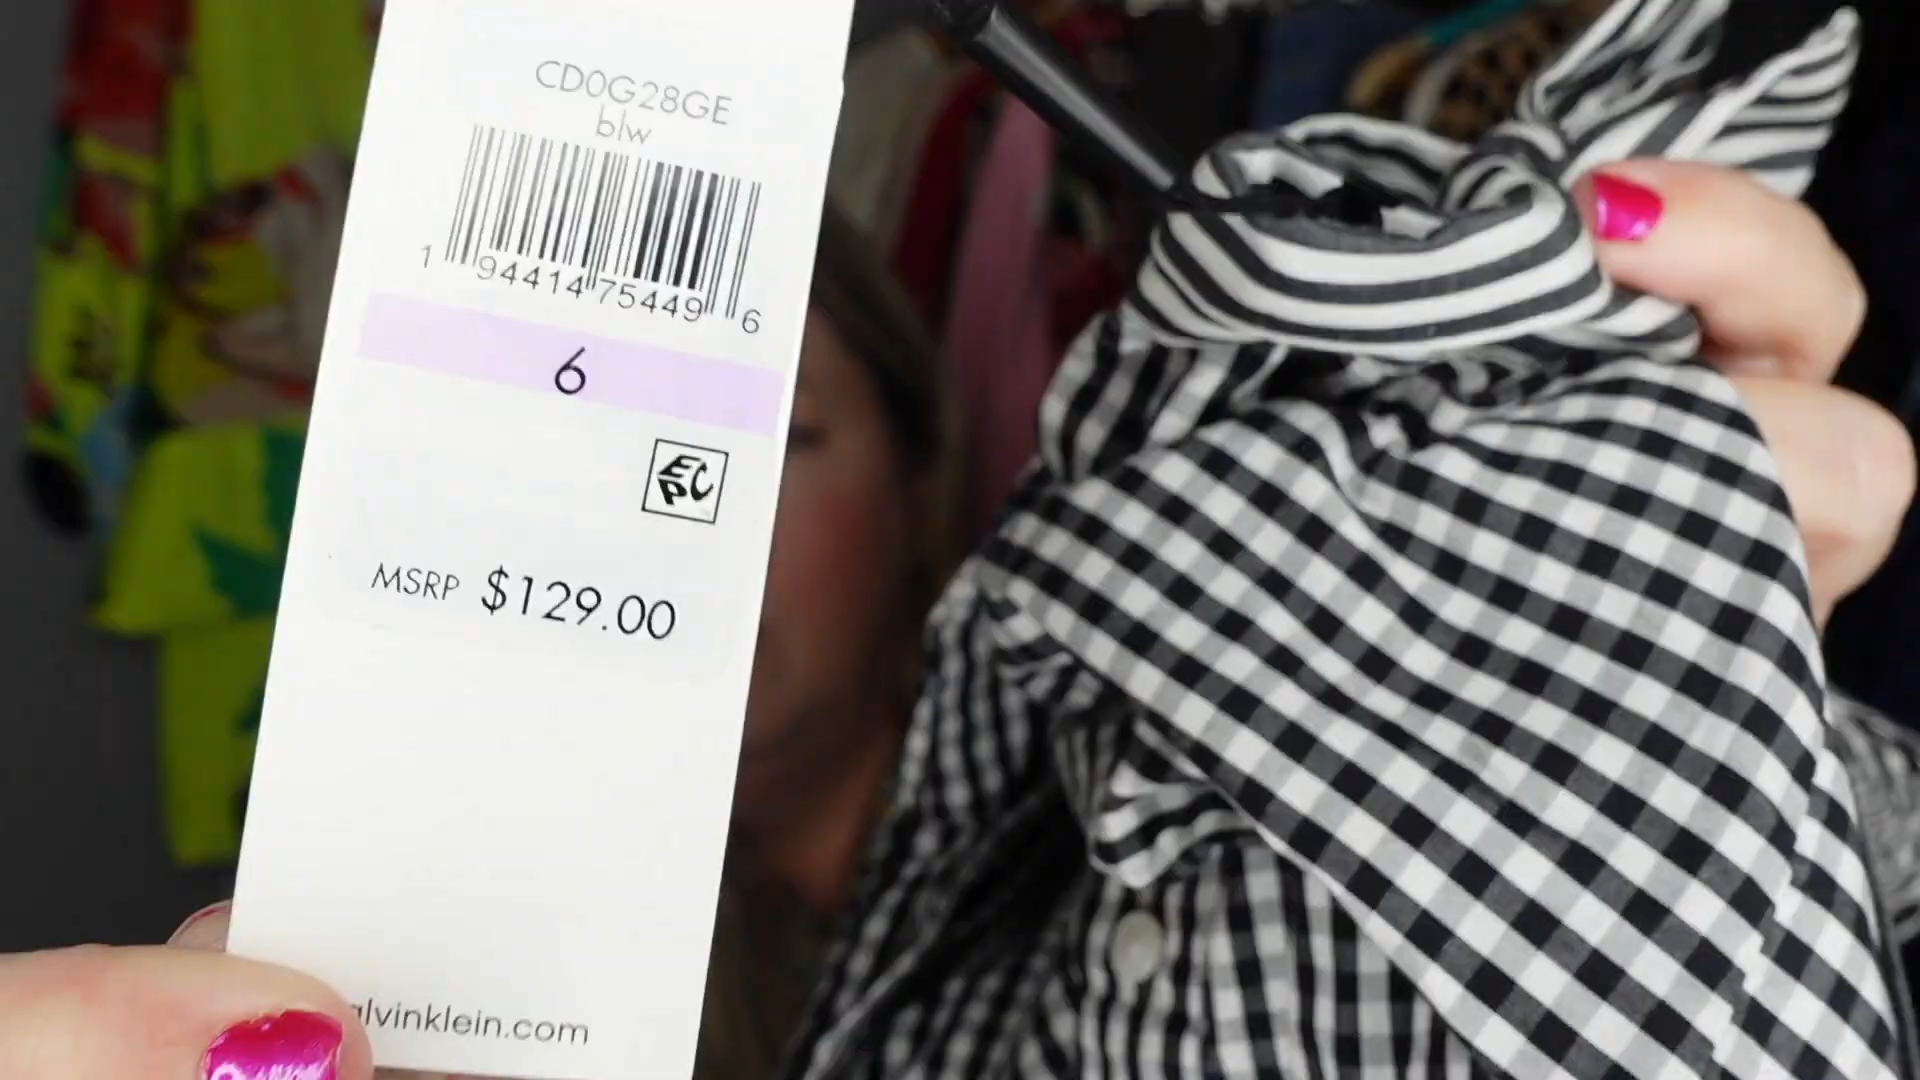 CD0G28GE
blw
1 94414 75449 6
6
EPC
MSRP $129.00
alvinklein.com